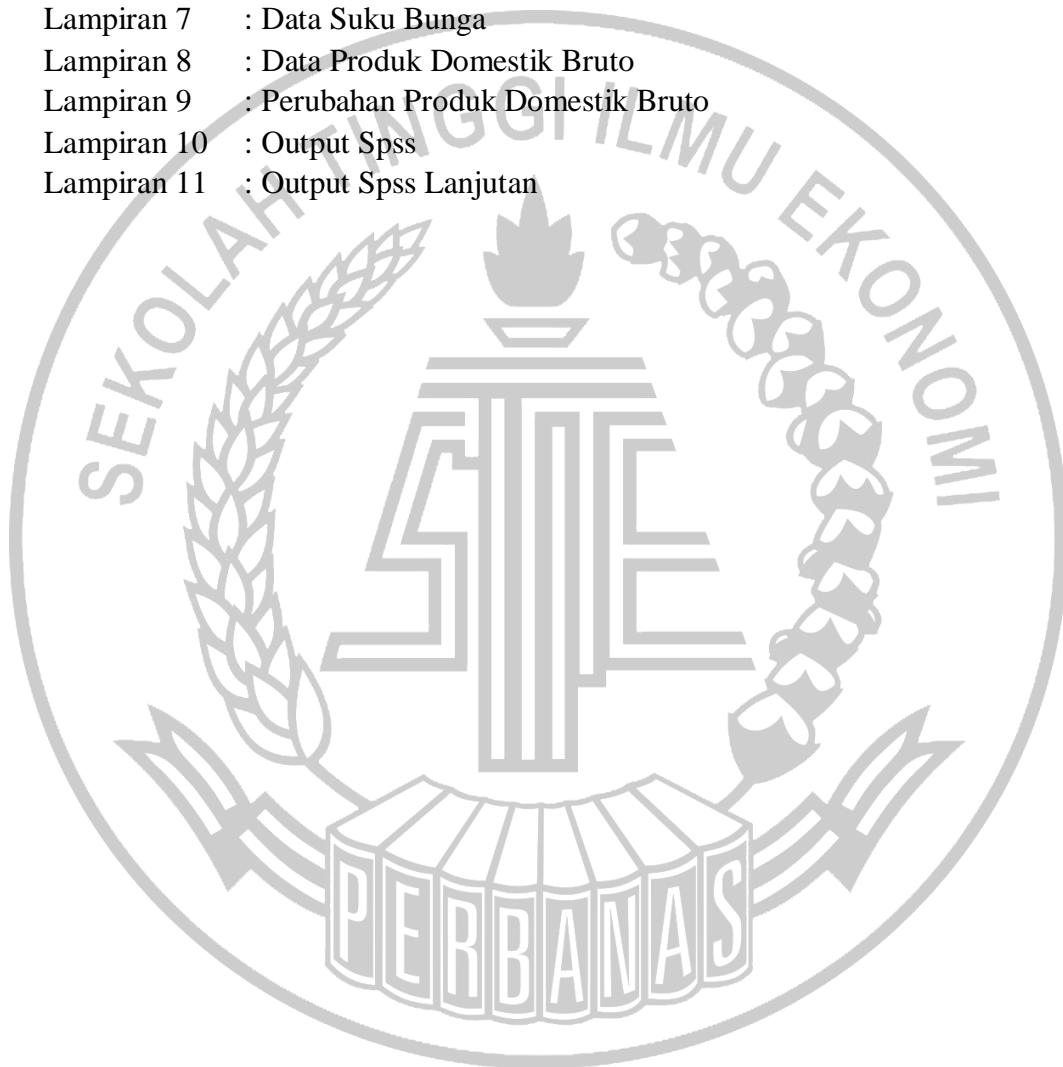 Lampiran 7 : Data Suku Bunga
Lampiran 8 : Data Produk Domestik Bruto
Lampiran 9 : Perubahan Produk Domestik Bruto
Lampiran 10 : Output Spss
Lampiran 11 : Output Spss Lanjutan
SEKOLAH TINGGI ILMU EKONOMI
STIE
PERBANAS